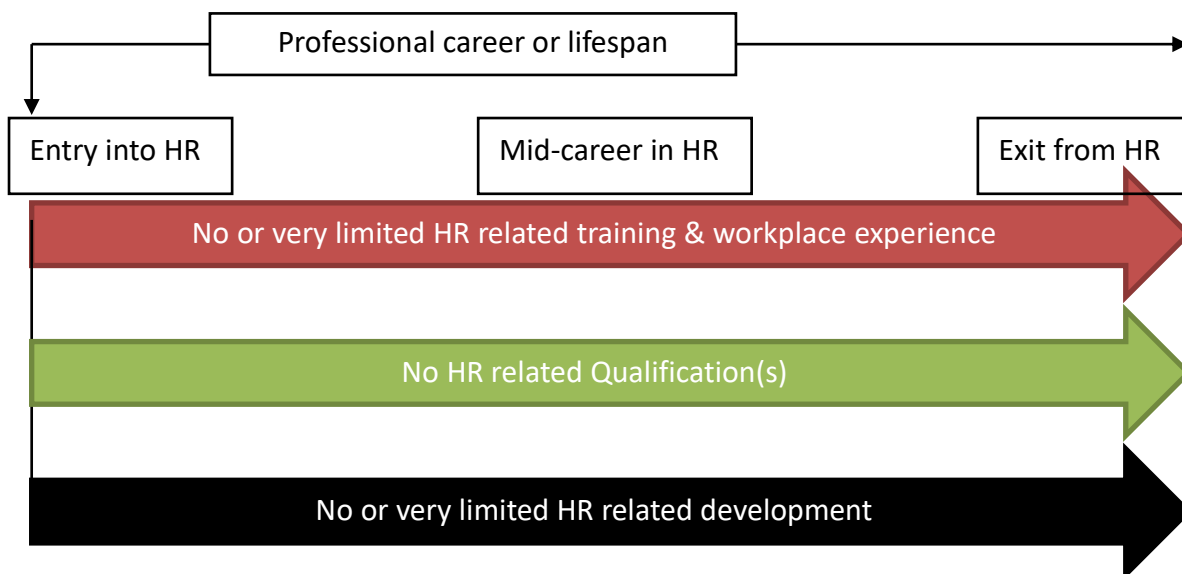 Professional career or lifespan
Entry into HR
Mid-career in HR
Exit from HR
No or very limited HR related training & workplace experience
No HR related Qualification(s)
No or very limited HR related development